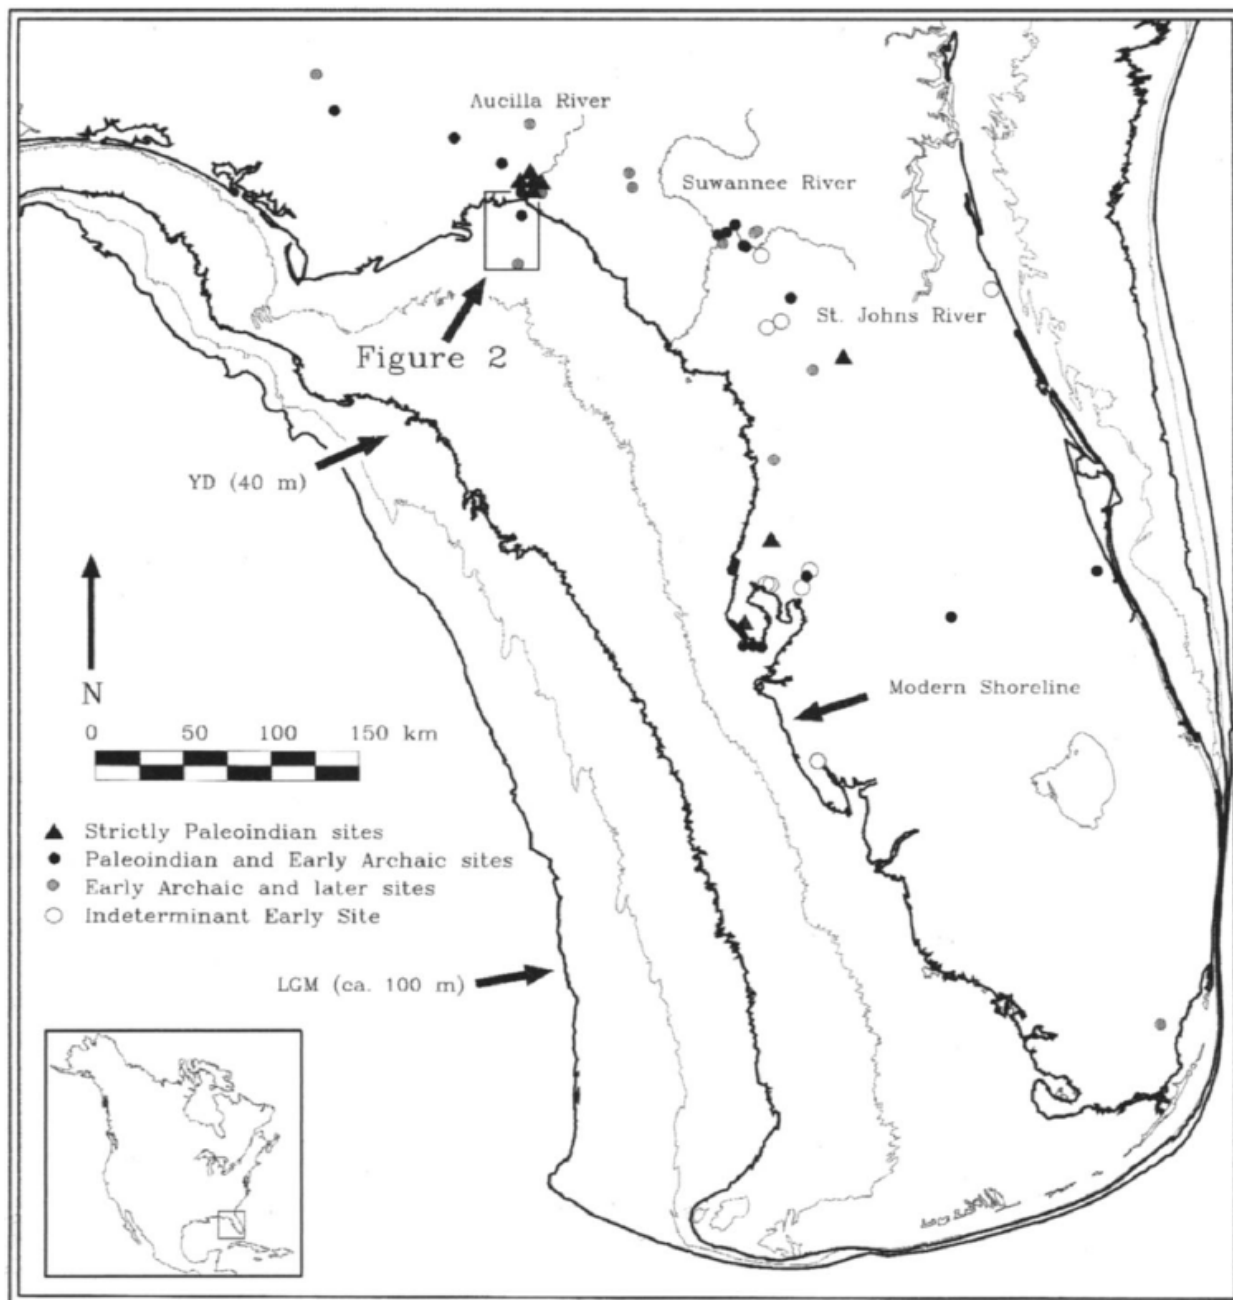 Aucilla River
Suwannee River
St. Johns River
Figure 2
YD (40 m)
N
Modern Shoreline
0 50 100 150 km
Strictly Paleoindian sites
Paleoindian and Early Archaic sites
Early Archaic and later sites
Indeterminant Early Site
LGM (ca. 100 m)